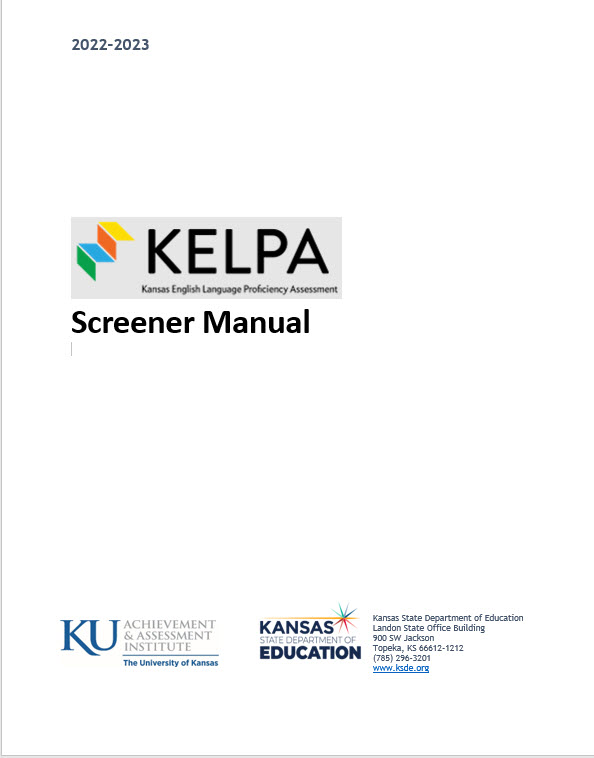 2022-2023
KELPA
Kansas English Language Proficiency Assessment
Screener Manual
KU ACHIEVEMENT
& ASSESSMENT
INSTITUTE
The University of Kansas
KANSAS
STATE DEPARTMENT OF
EDUCATION
Kansas State Department of Education
Landon State Office Building
900 SW Jackson
Topeka, KS 66612-1212
(785) 296-3201
www.ksde.org